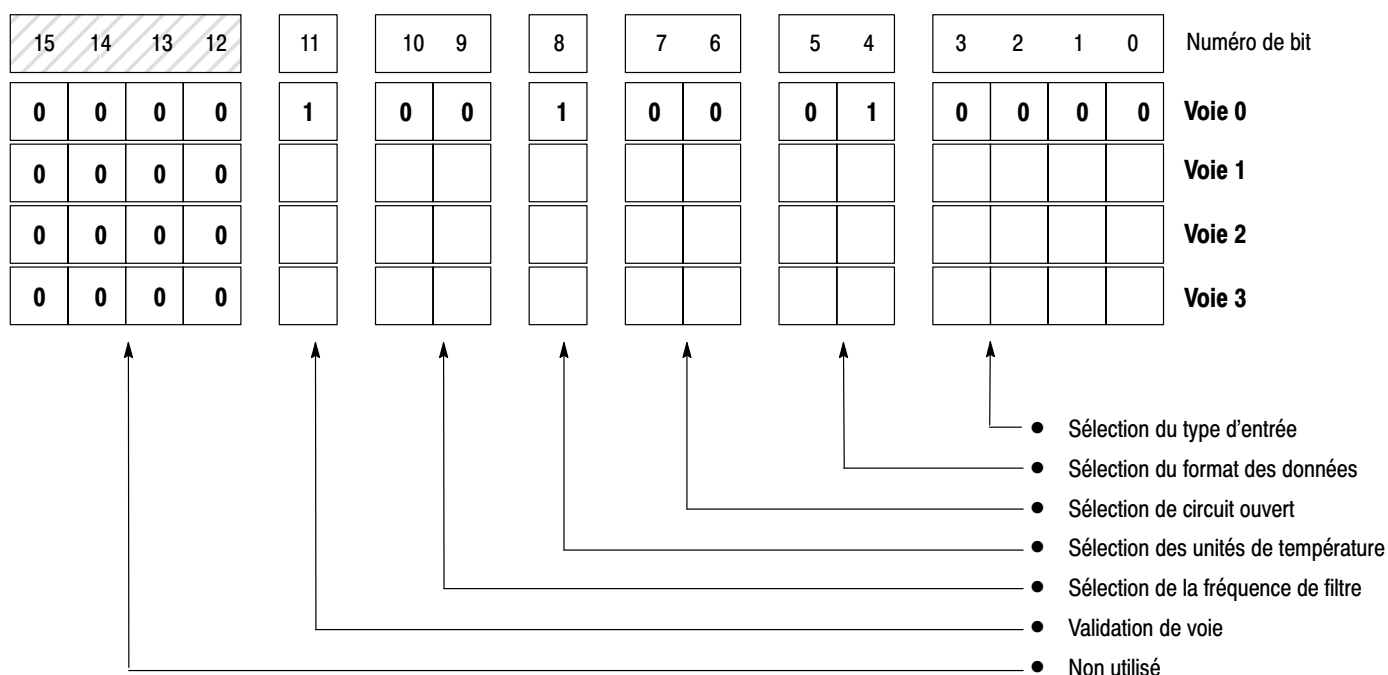 15 14 13 12 11 10 9 8 7 6 5 4 3 2 1 0 Numéro de bit
0 0 0 0 1 0 0 1 0 0 0 1 0 0 0 0 Voie 0
0 0 0 0 Voie 1
0 0 0 0 Voie 2
0 0 0 0 Voie 3
● Sélection du type d'entrée
● Sélection du format des données
● Sélection de circuit ouvert
● Sélection des unités de température
● Sélection de la fréquence de filtre
● Validation de voie
● Non utilisé